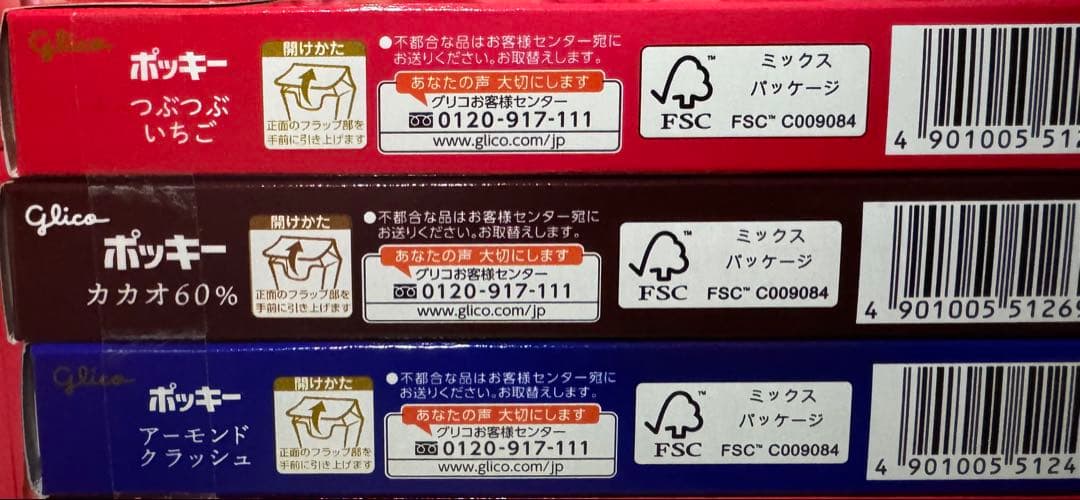 Glico
ポッキー
つぶつぶ
いちご
開けかた
正面のフラップ部を
手前に引き上げます
●不都合な品はお客様センター宛に
お送りください。お取替えします。
あなたの声 大切にします
グリコお客様センター
0120-917-111
www.glico.com/jp
FSC
ミックス
パッケージ
FSC™ C009084
4 901005 512
Glico
ポッキー
カカオ60%
開けかた
正面のフラップ部を
手前に引き上げます
●不都合な品はお客様センター宛に
お送りください。お取替えします。
あなたの声 大切にします
グリコお客様センター
0120-917-111
www.glico.com/jp
™
FSC
ミックス
パッケージ
FSC™ C009084
4 901005 51269
Glico
ポッキー
アーモンド
クラッシュ
開けかた
正面のフラップ部を
手前に引き上げます
●不都合な品はお客様センター宛に
お送りください。お取替えします。
あなたの声 大切にします
グリコお客様センター
0120-917-111
www.glico.com/jp
™
FSC
ミックス
パッケージ
FSC™ C009084
4 901005 5124